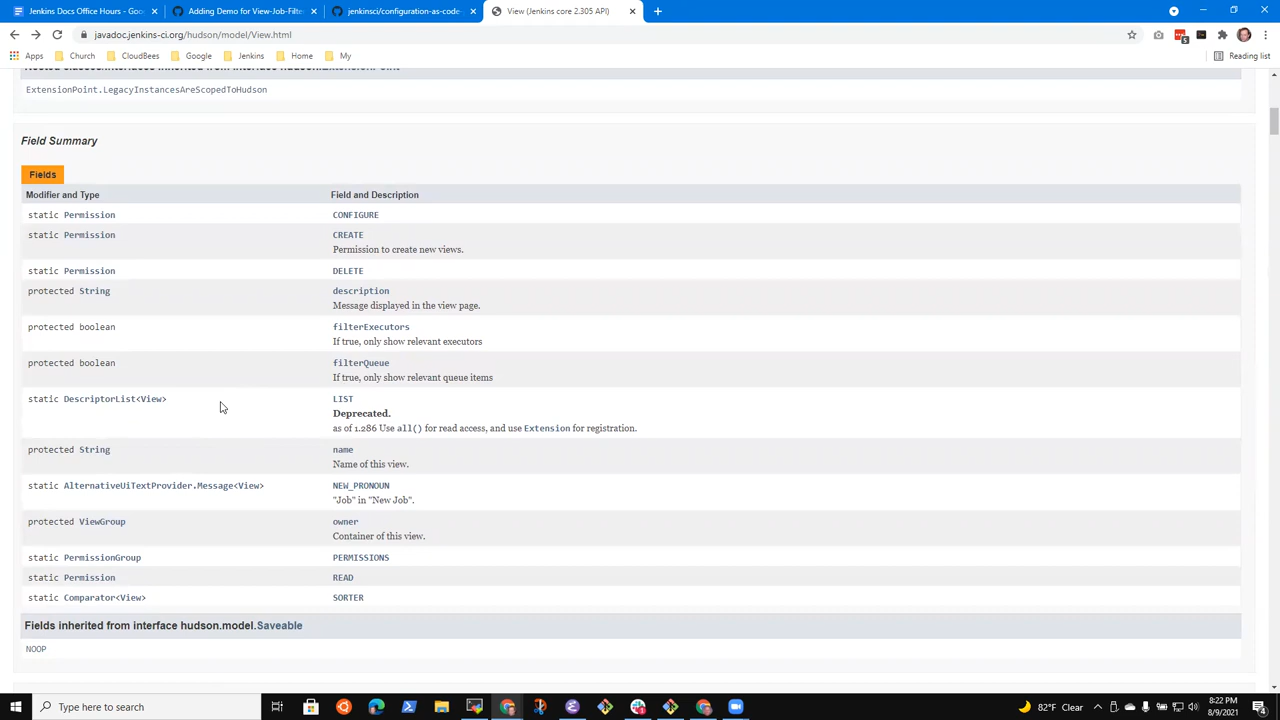 Jenkins Docs Office Hours - Goo
Adding Demo for View-Job-Filte
jenkinsci/configuration-as-code-
View (Jenkins core 2.305 API)
javadoc.jenkins-ci.org/hudson/model/View.html
Apps
Church
CloudBees
Google
Jenkins
Home
My
Reading list
ExtensionPoint.LegacyInstancesAreScopedToHudson
Field Summary
Fields
Modifier and Type Field and Description
static Permission CONFIGURE
static Permission CREATE
Permission to create new views.
static Permission DELETE
protected String description
Message displayed in the view page.
protected boolean filterExecutors
If true, only show relevant executors
protected boolean filterQueue
If true, only show relevant queue items
static DescriptorList<View> LIST
Deprecated.
as of 1.286 Use all() for read access, and use Extension for registration.
protected String name
Name of this view.
static AlternativeUiTextProvider.Message<View> NEW_PRONOUN
"Job" in "New Job".
protected ViewGroup owner
Container of this view.
static PermissionGroup PERMISSIONS
static Permission READ
static Comparator<View> SORTER
Fields inherited from interface hudson.model.Saveable
NOOP
Type here to search
82°F Clear
8:22 PM
8/9/2021